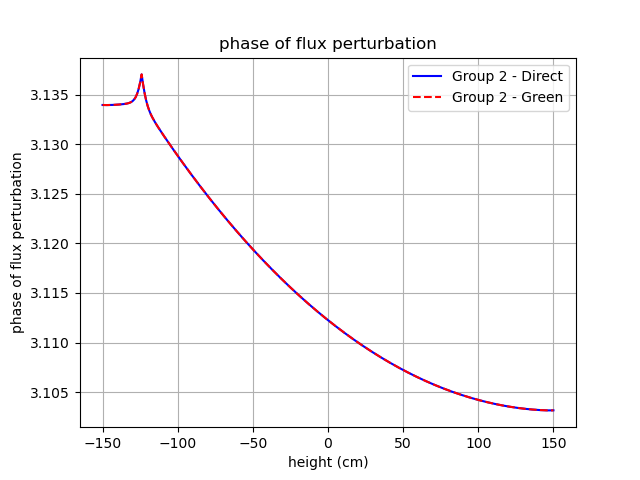 phase of flux perturbation
Group 2 - Direct
Group 2 - Green
phase of flux perturbation
3.135
3.130
3.125
3.120
3.115
3.110
3.105
−150
−100
−50
0
50
100
150
height (cm)